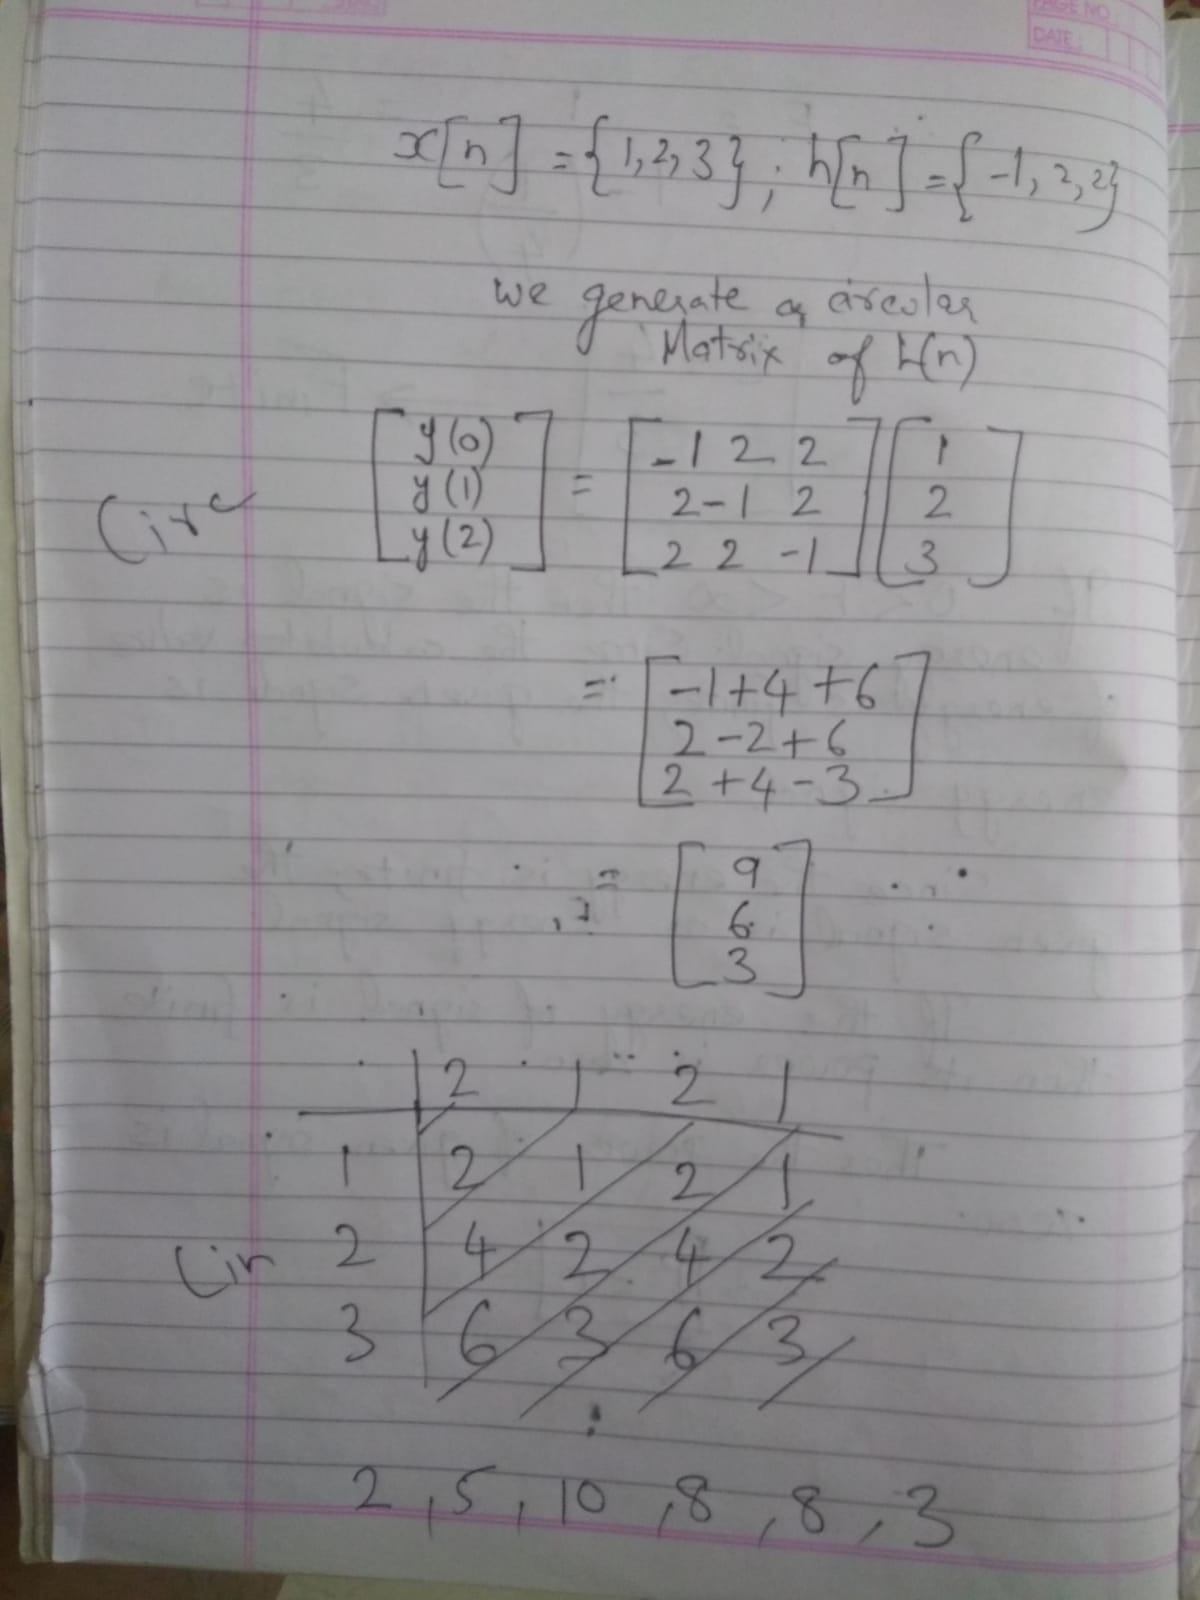 PAGE NO.
DATE:
x[n] = {1,2,3}; h[n] = {-1, 2, 2}
we generate a circular
Matrix of h(n)
Circ
[y(0) y(1) y(2)] = [-1 2 2
2 -1 2
2 2 -1] [1 2 3]
= [-1+4+6
2-2+6
2+4-3]
= [9
6
3]
2 1 2 1
1 2 1 2 1
2 4 2 4 2
Cir
3 6 3 6 3
2, 5, 10, 8, 8, 3